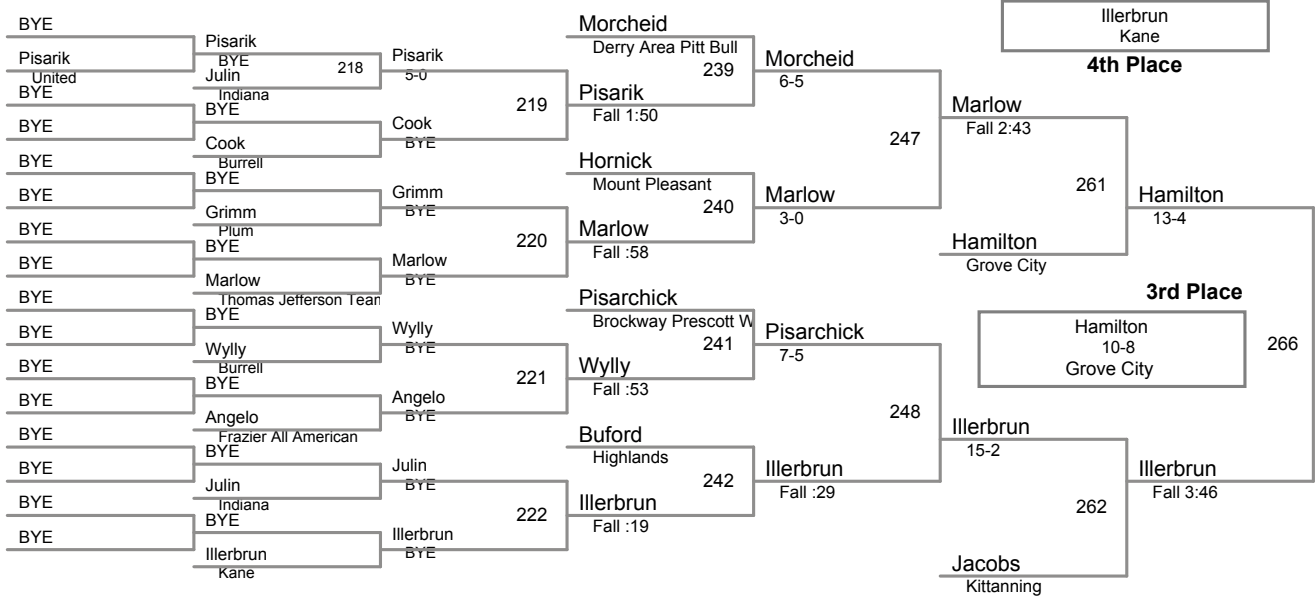 BYE
Pisarik
United
BYE
BYE
BYE
BYE
BYE
BYE
BYE
BYE
BYE
BYE
BYE
BYE
BYE
BYE
Pisarik
BYE
218
Julin
Indiana
BYE
Cook
Burrell
BYE
Grimm
Plum
BYE
Marlow
Thomas Jefferson Tean
BYE
Wylly
Burrell
BYE
Angelo
Frazier All American
BYE
Julin
Indiana
BYE
Illerbrun
Kane
Pisarik
5-0
219
Cook
BYE
Grimm
BYE
220
Marlow
BYE
Wylly
BYE
221
Angelo
BYE
Julin
BYE
222
Illerbrun
BYE
Morcheid
Derry Area Pitt Bull
239
Pisarik
Fall 1:50
Hornick
Mount Pleasant
240
Marlow
Fall :58
Pisarchick
Brockway Prescott W
241
Wylly
Fall :53
Buford
Highlands
242
Illerbrun
Fall :19
Morcheid
6-5
247
Marlow
3-0
Pisarchick
7-5
248
Illerbrun
Fall :29
Marlow
Fall 2:43
261
Hamilton
Grove City
Illerbrun
15-2
262
Jacobs
Kittanning
Illerbrun
Kane
4th Place
Hamilton
13-4
3rd Place
Hamilton
10-8
Grove City
266
Illerbrun
Fall 3:46